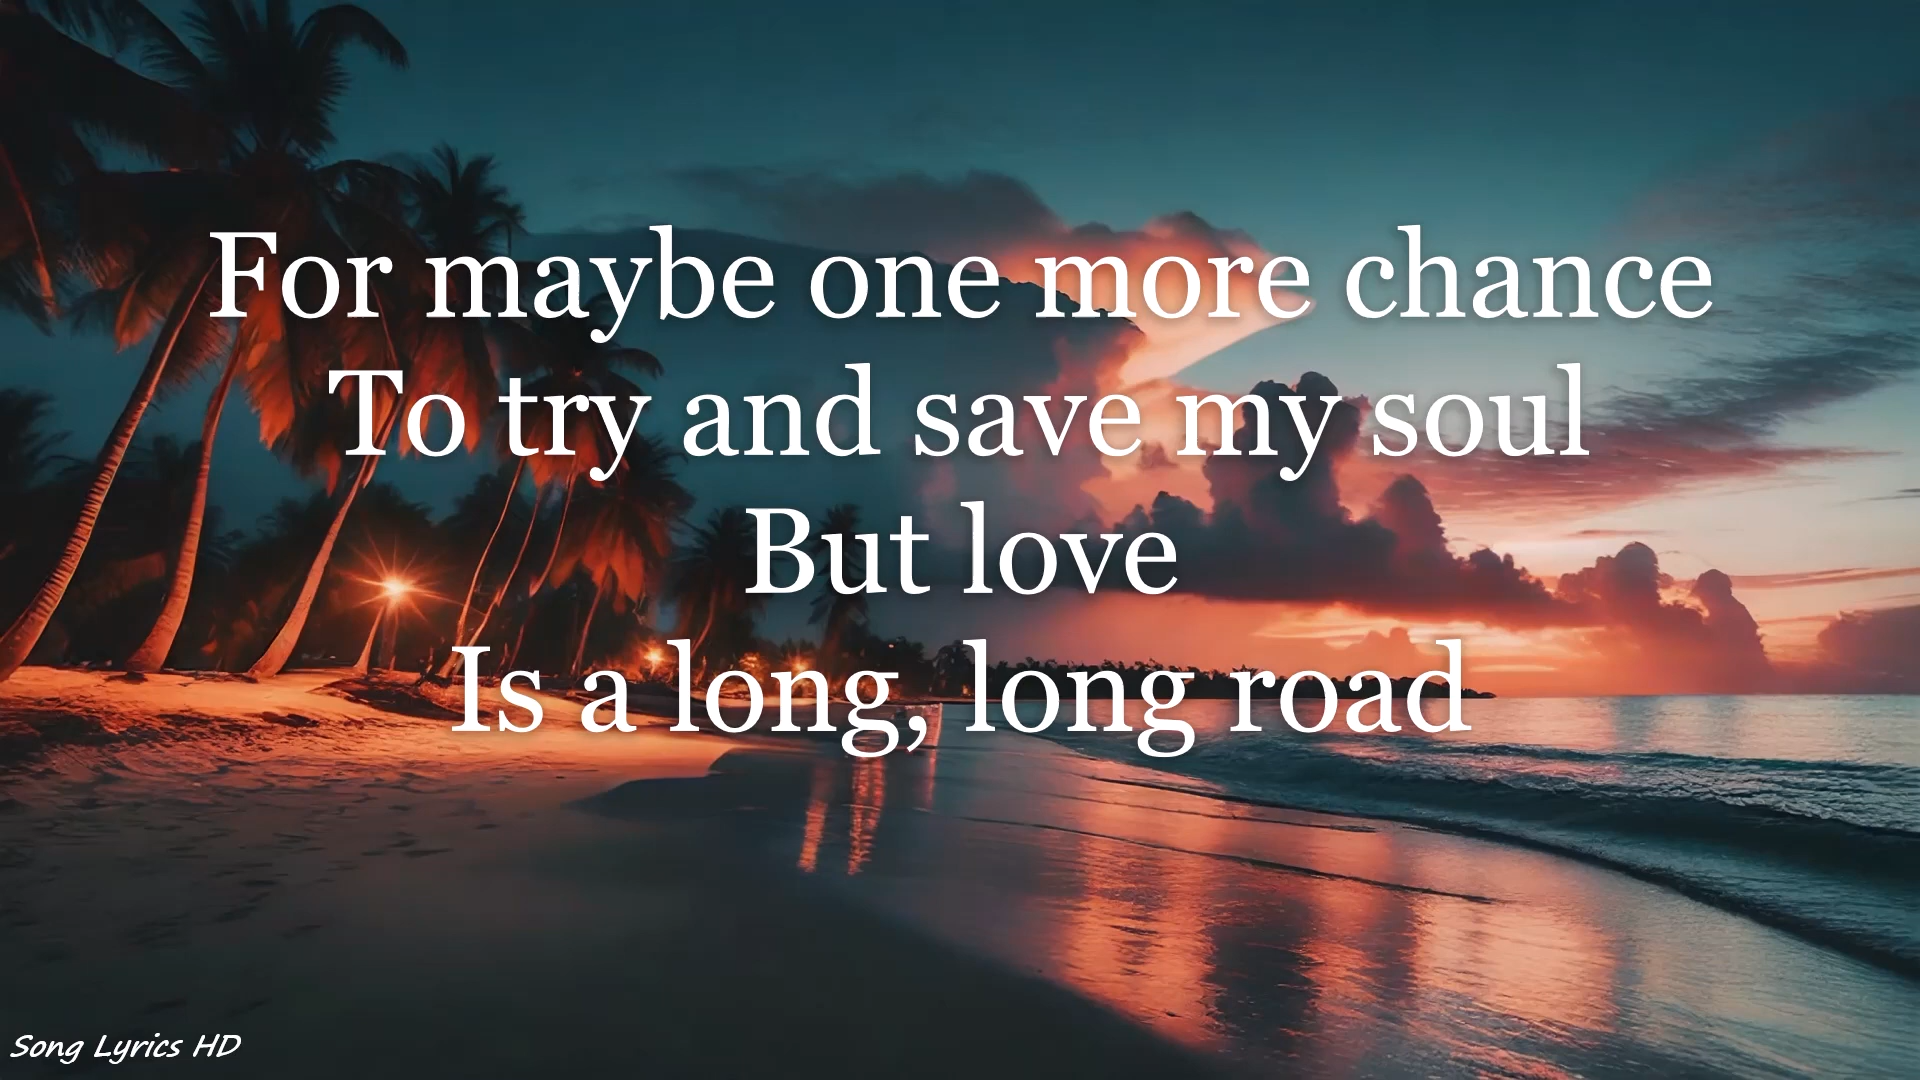 For maybe one more chance
To try and save my soul
But love
Is a long, long road
Song Lyrics HD